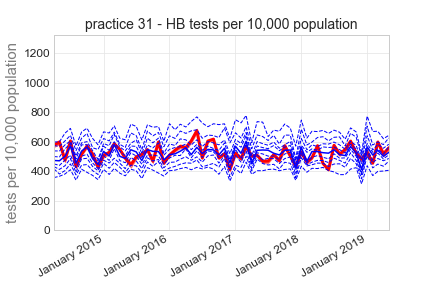 practice 31 - HB tests per 10,000 population
tests per 10,000 population
1200
1000
800
600
400
200
0
January 2015
January 2016
January 2017
January 2018
January 2019